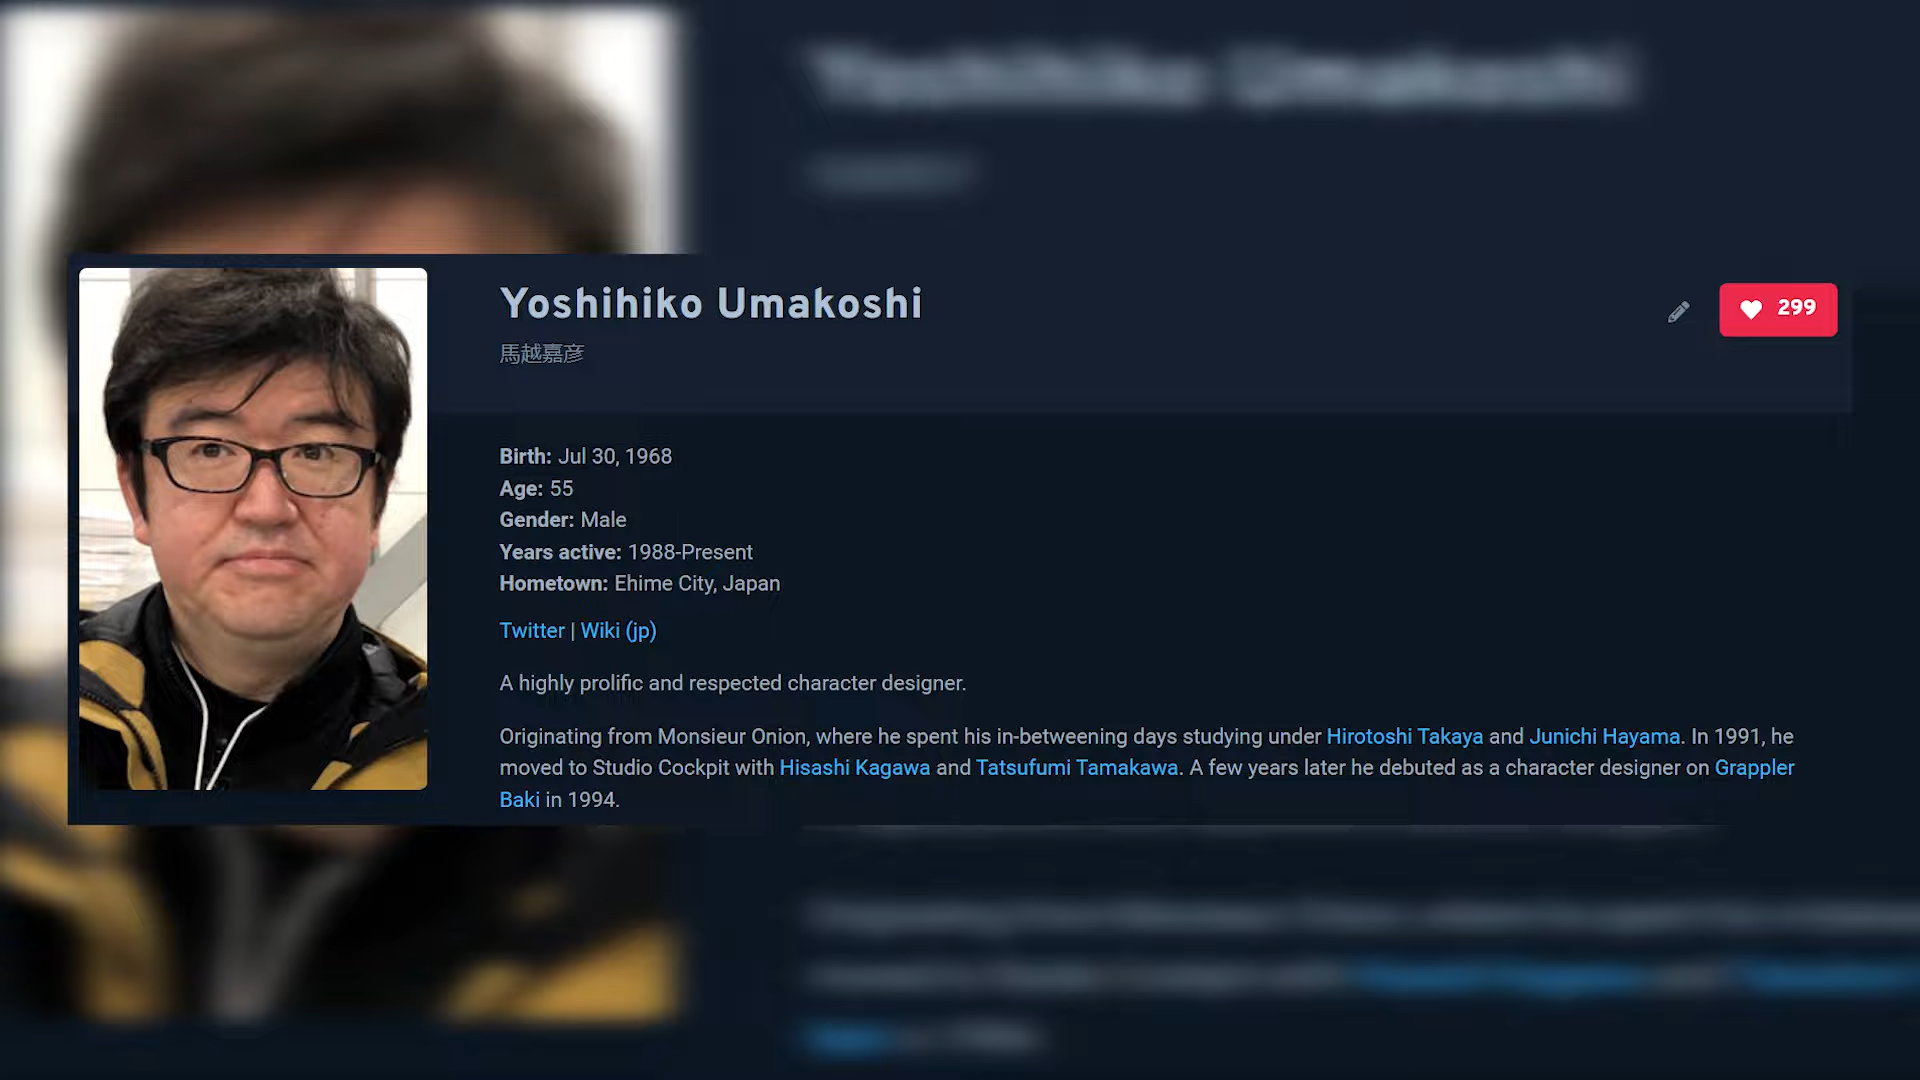 Yoshihiko Umakoshi
馬越嘉彦
299
Birth: Jul 30, 1968
Age: 55
Gender: Male
Years active: 1988-Present
Hometown: Ehime City, Japan
Twitter | Wiki (jp)
A highly prolific and respected character designer.
Originating from Monsieur Onion, where he spent his in-betweening days studying under Hirotoshi Takaya and Junichi Hayama. In 1991, he
moved to Studio Cockpit with Hisashi Kagawa and Tatsufumi Tamakawa. A few years later he debuted as a character designer on Grappler
Baki in 1994.